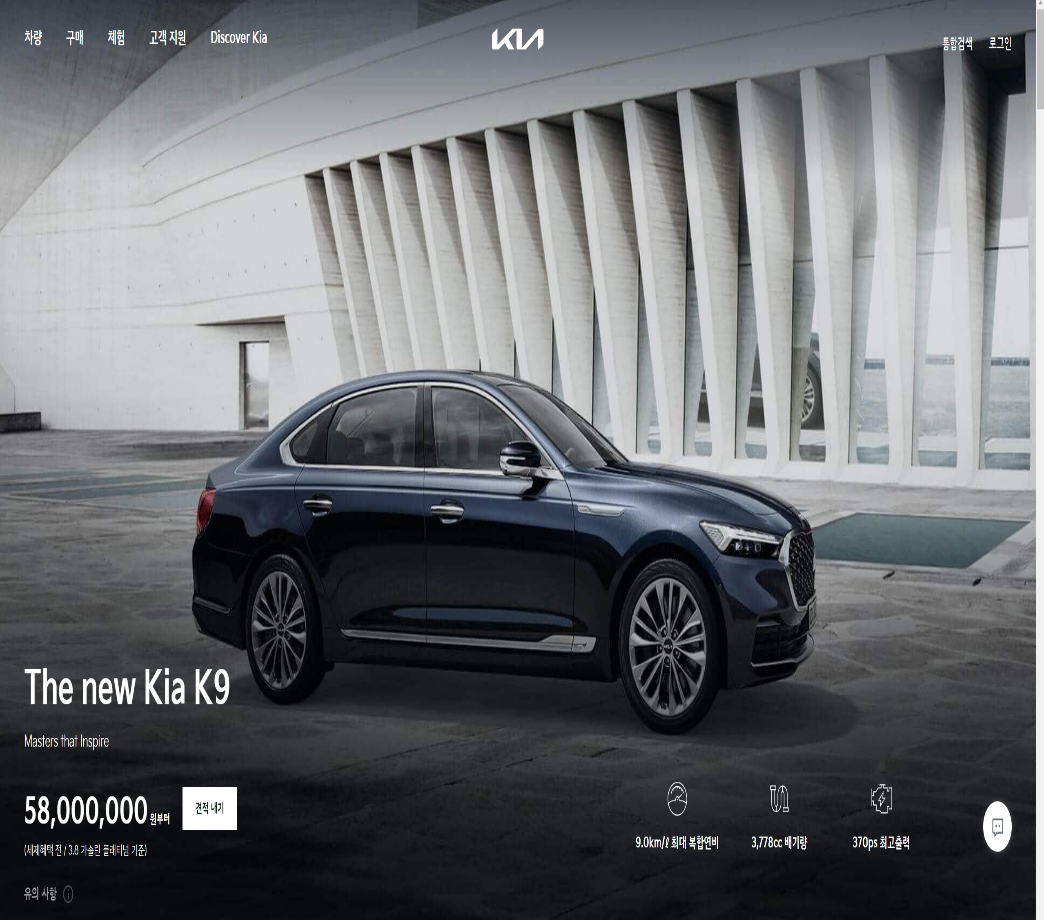 차량 구매 체험 고객 지원 Discover Kia
KIA
통합검색 로그인
The new Kia K9
Masters that Inspire
58,000,000 원부터
견적 내기
(세제혜택 전 / 3.8 가솔린 플래티넘 기준)
9.0km/ℓ 최대 복합연비
3,778cc 배기량
370ps 최고출력
유의 사항